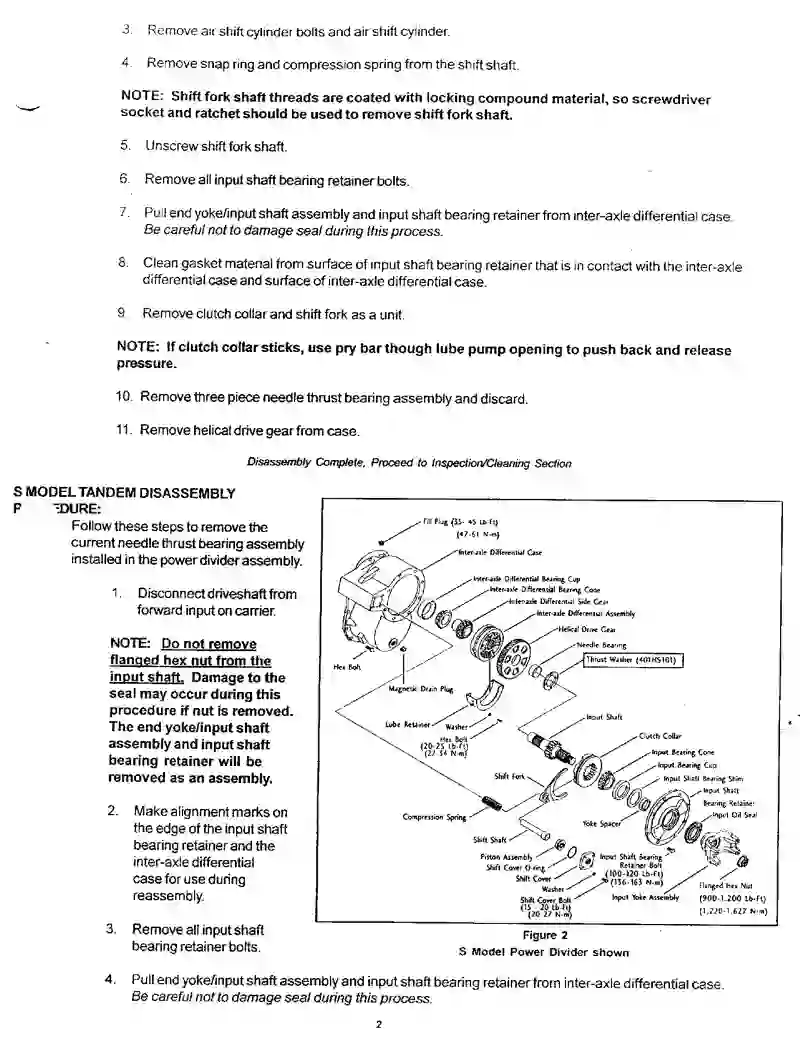 3. Remove air shift cylinder bolts and air shift cylinder.
4. Remove snap ring and compression spring from the shift shaft.
NOTE: Shift fork shaft threads are coated with locking compound material, so screwdriver
socket and ratchet should be used to remove shift fork shaft.
5. Unscrew shift fork shaft.
6. Remove all input shaft bearing retainer bolts.
7. Pull end yoke/input shaft assembly and input shaft bearing retainer from inter-axle differential case.
Be careful not to damage seal during this process.
8. Clean gasket material from surface of input shaft bearing retainer that is in contact with the inter-axle
differential case and surface of inter-axle differential case.
9 Remove clutch collar and shift fork as a unit.
NOTE: If clutch collar sticks, use pry bar though lube pump opening to push back and release
pressure.
10. Remove three piece needle thrust bearing assembly and discard.
11. Remove helical drive gear from case.
Disassembly Complete, Proceed to Inspection/Cleaning Section
S MODEL TANDEM DISASSEMBLY
P EDURE:
Follow these steps to remove the
current needle thrust bearing assembly
installed in the power divider assembly.
1. Disconnect driveshaft from
forward input on carrier.
NOTE: Do not remove
flanged hex nut from the
input shaft. Damage to the
seal may occur during this
procedure if nut is removed.
The end yoke/input shaft
assembly and input shaft
bearing retainer will be
removed as an assembly.
2. Make alignment marks on
the edge of the input shaft
bearing retainer and the
inter-axle differential
case for use during
reassembly.
3. Remove all input shaft
bearing retainer bolts.
Fill Plug (35- 45 Lb-Ft)
(47-61 N-m)
Inter-axle Differential Case
Inter-axle Differential Bearing Cup
Inter-axle Differential Bearing Cone
Inter-axle Differential Side Gear
Inter-axle Differential Assembly
Helical Drive Gear
Needle Bearing
Thrust Washer (401HS101)
Hex Bolt
Magnetic Drain Plug
Lube Retainer
Washer
Hex Bolt
(20-25 Lb-Ft)
(27-34 N-m)
Input Shaft
Clutch Collar
Input Bearing Cone
Input Bearing Cup
Input Shaft Bearing Shim
Input Shaft
Bearing Retainer
Input Oil Seal
Shift Fork
Compression Spring
Shift Shaft
Yoke Spacer
Piston Assembly
Shift Cover O-ring
Shift Cover
Washer
Shift Cover Bolt
(15 - 20 Lb-Ft)
(20 27 N-m)
Input Shaft Bearing
Retainer Bolt
(100-120 Lb-Ft)
(136-163 N-m)
Input Yoke Assembly
Flanged Hex Nut
(900-1,200 Lb-Ft)
(1,220-1,627 N-m)
Figure 2
S Model Power Divider shown
4. Pull end yoke/input shaft assembly and input shaft bearing retainer from inter-axle differential case.
Be careful not to damage seal during this process.
2